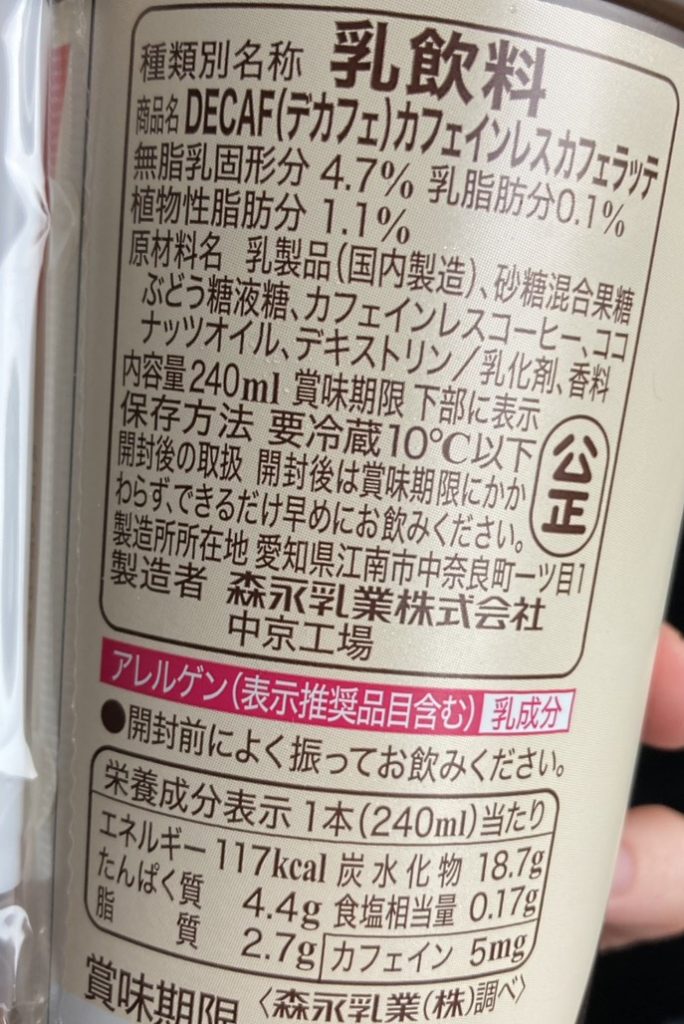 種類別名称 乳飲料
商品名 DECAF(デカフェ)カフェインレスカフェラッテ
無脂乳固形分 4.7% 乳脂肪分0.1%
植物性脂肪分 1.1%
原材料名 乳製品(国内製造)、砂糖混合果糖
ぶどう糖液糖、カフェインレスコーヒー、ココ
ナッツオイル、デキストリン/乳化剤、香料
内容量240ml 賞味期限 下部に表示
保存方法 要冷蔵10℃以下
開封後の取扱 開封後は賞味期限にかか
わらず、できるだけ早めにお飲みください。
公正
製造所所在地 愛知県江南市中奈良町一ツ目1
製造者 森永乳業株式会社
中京工場
アレルゲン(表示推奨品目含む) 乳成分
●開封前によく振ってお飲みください。
栄養成分表示 1本(240ml)当たり
エネルギー 117kcal 炭水化物 18.7g
たんぱく質 4.4g 食塩相当量 0.17g
脂質 2.7g カフェイン 5mg
賞味期限 〈森永乳業(株)調べ〉